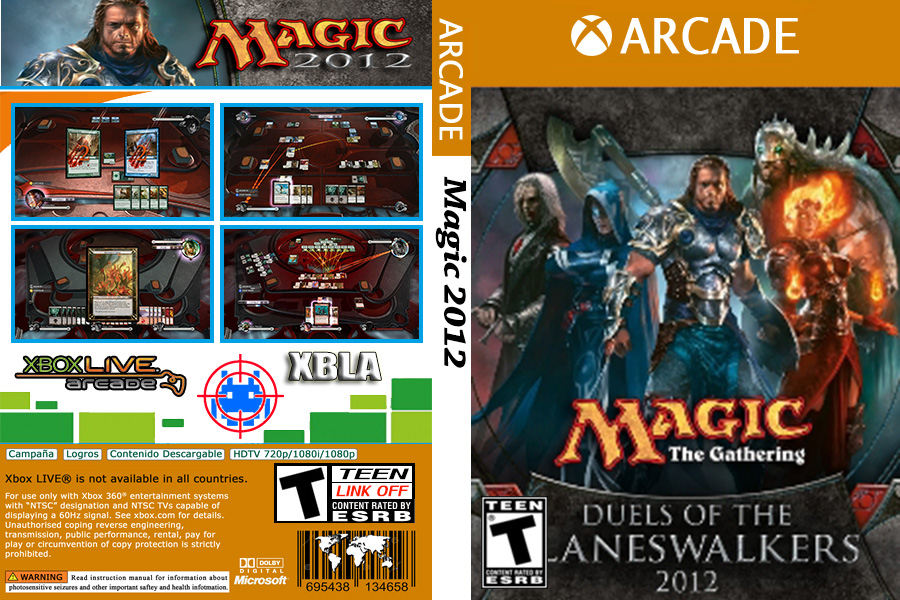 MAGIC
2012
XBOX LIVE
arcade
XBLA
Campaña
Logros
Contenido Descargable
HDTV 720p/1080i/1080p
Xbox LIVE® is not available in all countries.
For use only with Xbox 360® entertainment systems
with “NTSC” designation and NTSC TVs capable of
displaying a 60Hz signal. See xbox.com for details.
Unauthorised coping reverse engineering,
transmission, public performance, rental, pay for
play or circumvention of copy protection is strictly
prohibited.
WARNING Read instruction manual for information about
photosensitive seizures and other important saftey and health infotmation.
T
TEEN
LINK OFF
CONTENT RATED BY
ESRB
DOLBY
DIGITAL
Microsoft
695438 134658
ARCADE
Magic 2012
ARCADE
MAGIC
The Gathering
DUELS OF THE
LANESWALKERS
2012
TEEN
T
CONTENT RATED BY
ESRB